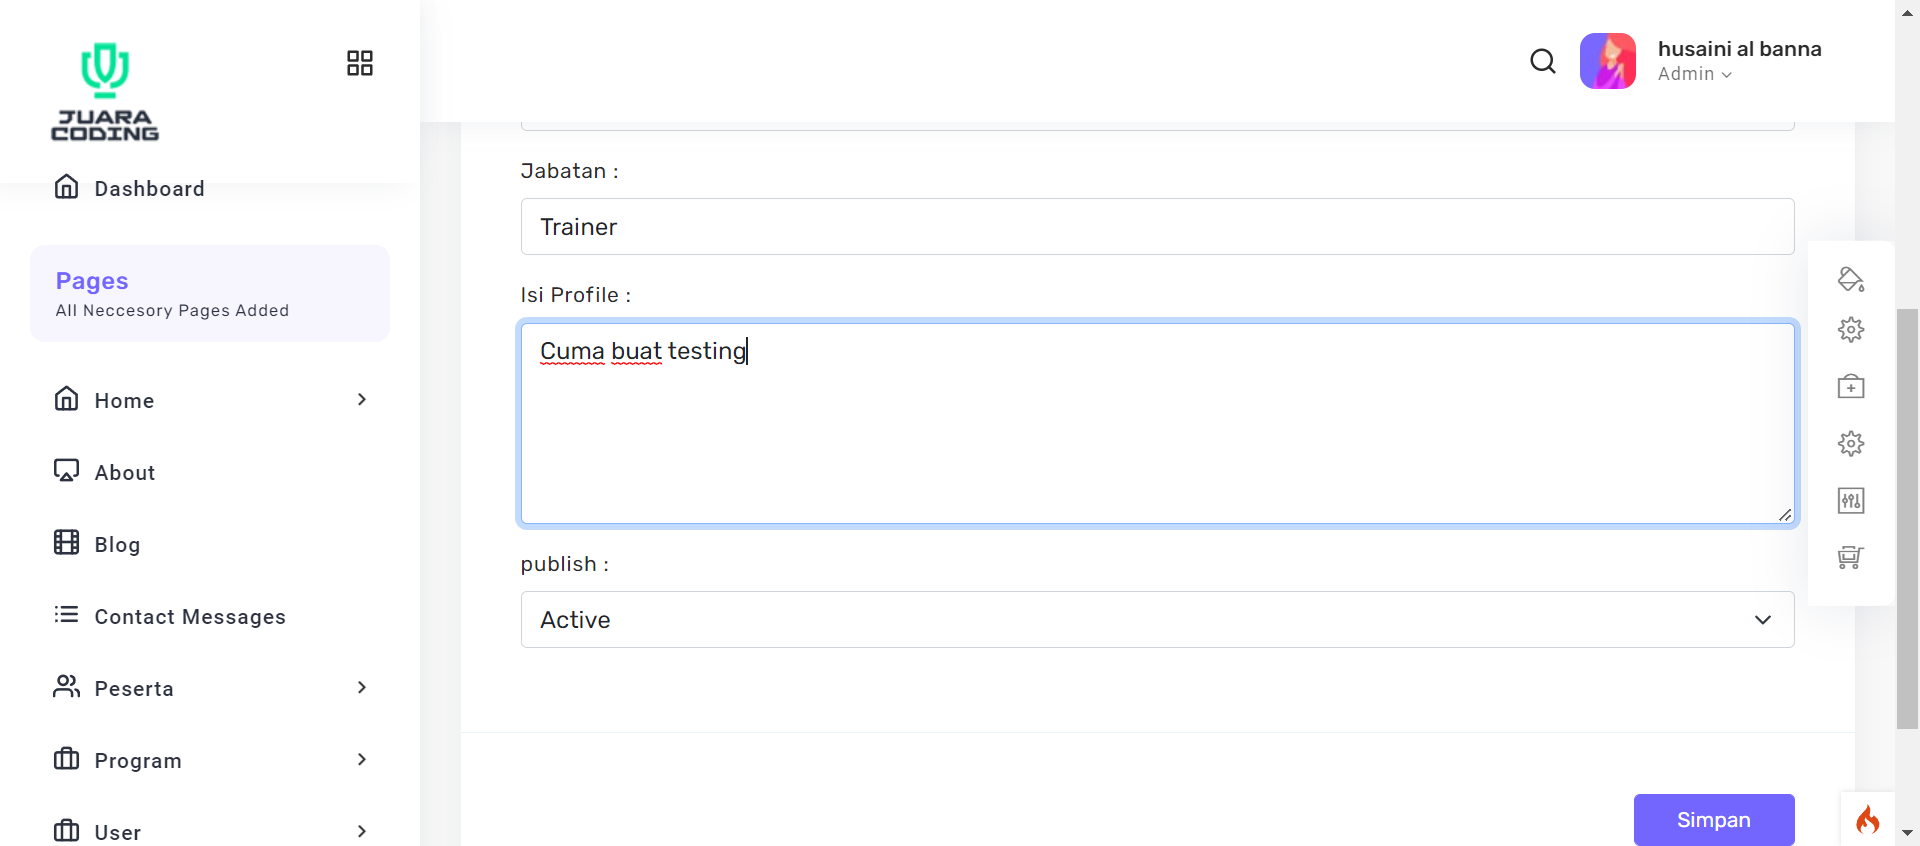 JUARA
CODING
husaini al banna
Admin
Dashboard
Pages
All Neccesory Pages Added
Home
About
Blog
Contact Messages
Peserta
Program
User
Jabatan :
Trainer
Isi Profile :
Cuma buat testing
publish :
Active
Simpan